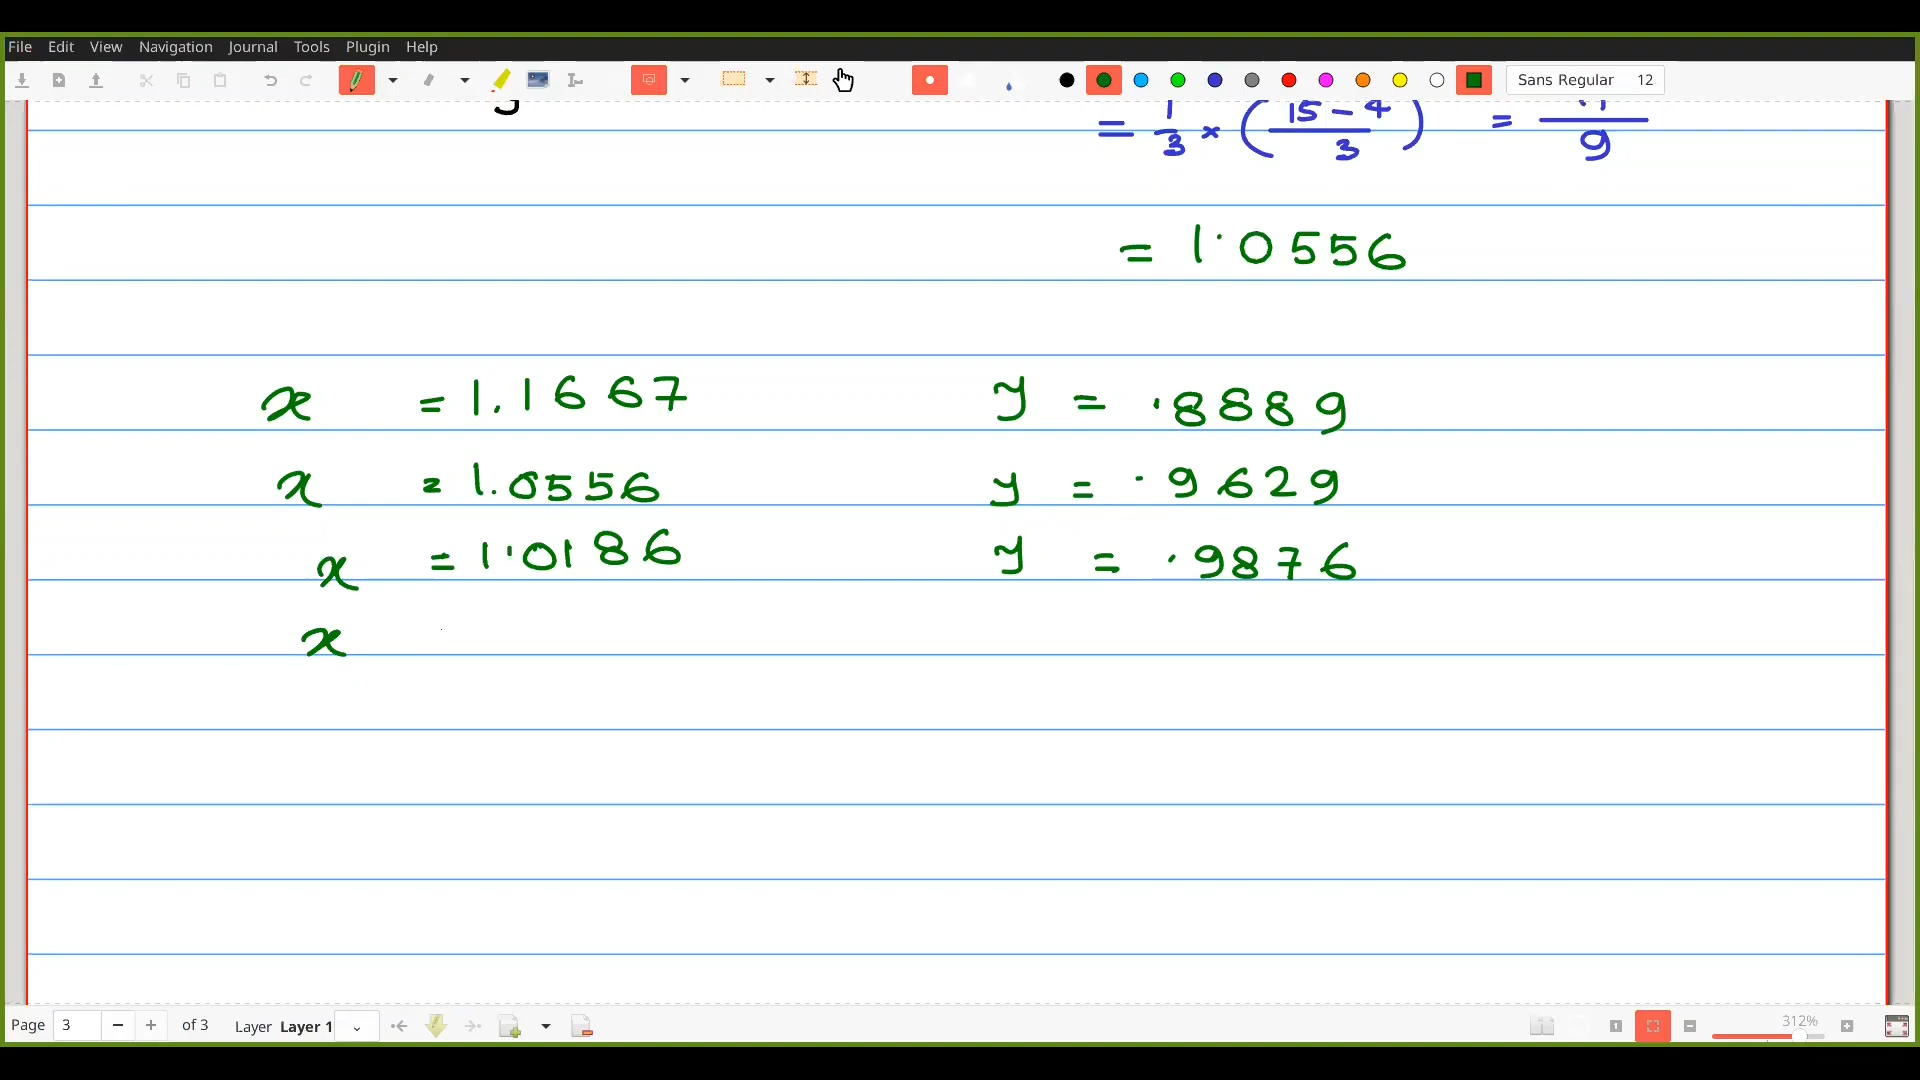 File Edit View Navigation Journal Tools Plugin Help
Sans Regular 12
= 1/3 × (15 - 4 / 3) = / 9
= 1.0556
x = 1.1667 y = .8889
x = 1.0556 y = .9629
x = 1.0186 y = .9876
x
Page 3 of 3 Layer Layer 1 312%